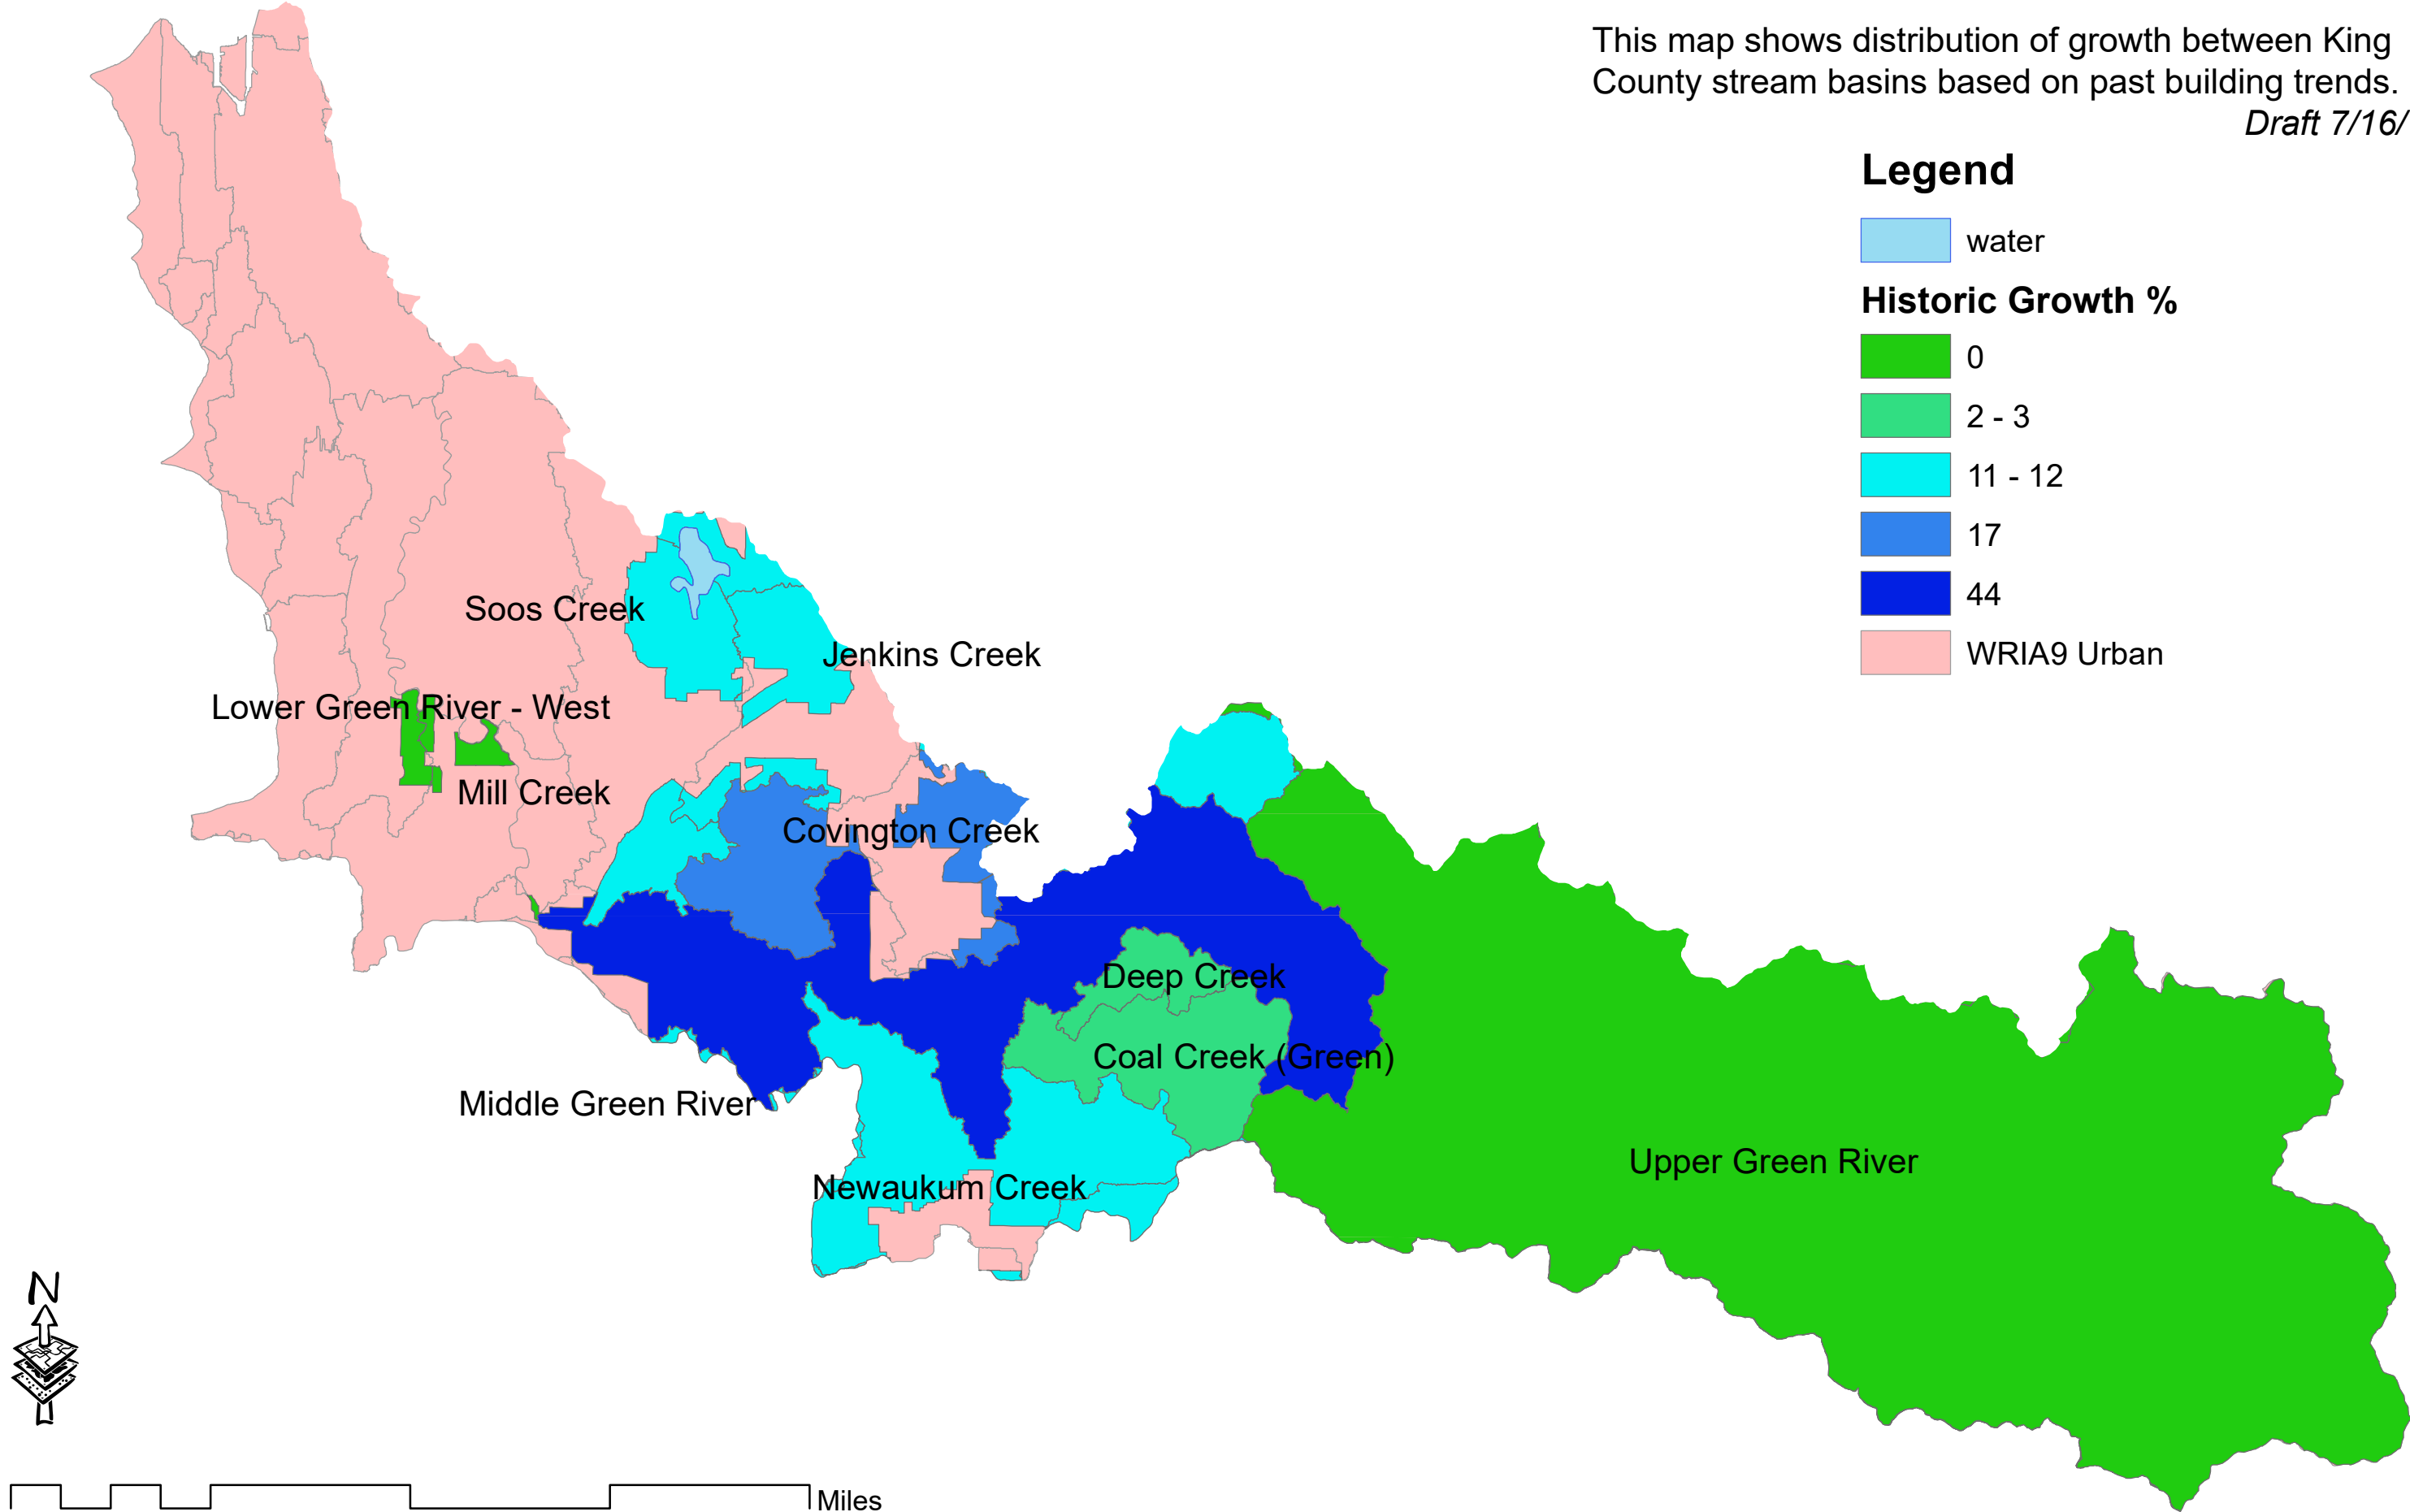 This map shows distribution of growth between King
County stream basins based on past building trends.
Draft 7/16/
Legend
water
Historic Growth %
0
2 - 3
11 - 12
17
44
WRIA9 Urban
Soos Creek
Jenkins Creek
Lower Green River - West
Mill Creek
Covington Creek
Deep Creek
Coal Creek (Green)
Middle Green River
Upper Green River
Newaukum Creek
N
Miles